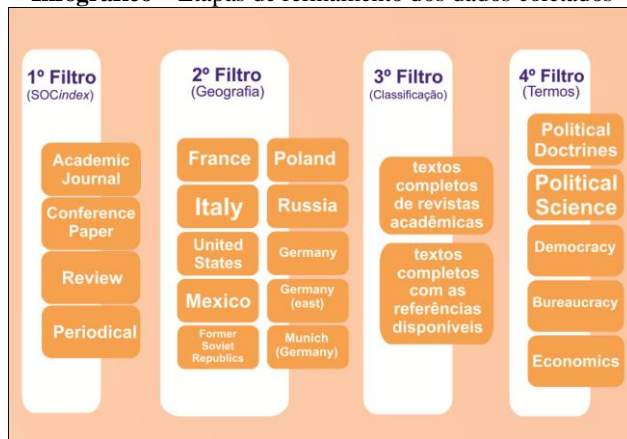 Infográfico – Etapas de refinamento dos dados coletados
1º Filtro
(SOCindex)
Academic
Journal
Conference
Paper
Review
Periodical
2º Filtro
(Geografia)
France
Italy
United
States
Mexico
Former
Soviet
Republics
Poland
Russia
Germany
Germany
(east)
Munich
(Germany)
3º Filtro
(Classificação)
textos
completos
de revistas
acadêmicas
textos
completos
com as
referências
disponíveis
4º Filtro
(Termos)
Political
Doctrines
Political
Science
Democracy
Bureaucracy
Economics